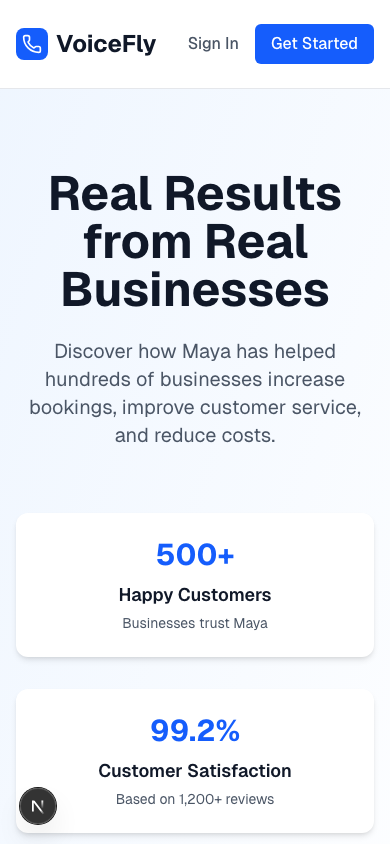 VoiceFly
Sign In
Get Started
Real Results
from Real
Businesses
Discover how Maya has helped
hundreds of businesses increase
bookings, improve customer service,
and reduce costs.
500+
Happy Customers
Businesses trust Maya
99.2%
Customer Satisfaction
Based on 1,200+ reviews
N